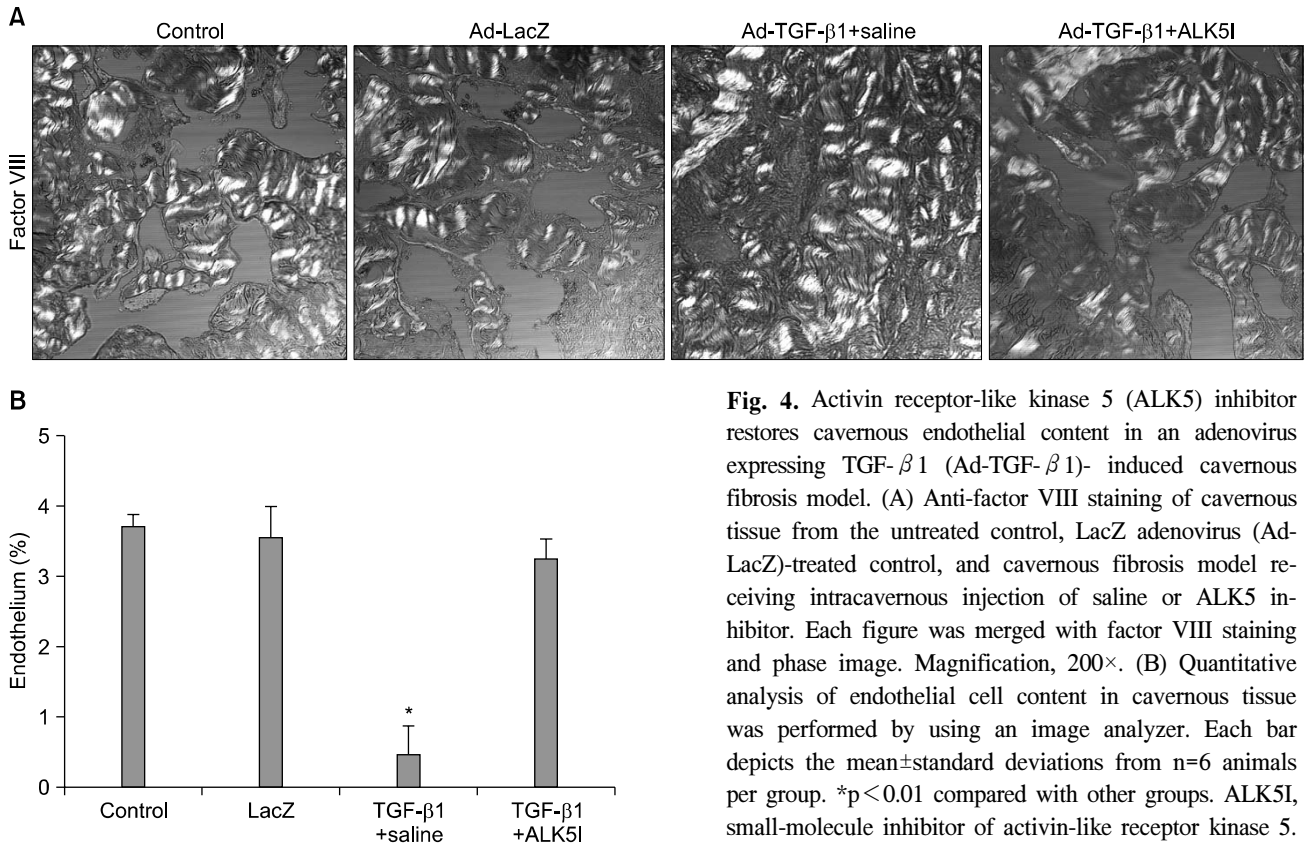 A
Control
Ad-LacZ
Ad-TGF-β1+saline
Ad-TGF-β1+ALK5I
Factor VIII
B
5
4
3
2
1
0
Endothelium (%)
*
Control
LacZ
TGF-β1
+saline
TGF-β1
+ALK5I
Fig. 4. Activin receptor-like kinase 5 (ALK5) inhibitor
restores cavernous endothelial content in an adenovirus
expressing TGF-β1 (Ad-TGF-β1)- induced cavernous
fibrosis model. (A) Anti-factor VIII staining of cavernous
tissue from the untreated control, LacZ adenovirus (Ad-
LacZ)-treated control, and cavernous fibrosis model re-
ceiving intracavernous injection of saline or ALK5 in-
hibitor. Each figure was merged with factor VIII staining
and phase image. Magnification, 200×. (B) Quantitative
analysis of endothelial cell content in cavernous tissue
was performed by using an image analyzer. Each bar
depicts the mean±standard deviations from n=6 animals
per group. *p<0.01 compared with other groups. ALK5I,
small-molecule inhibitor of activin-like receptor kinase 5.